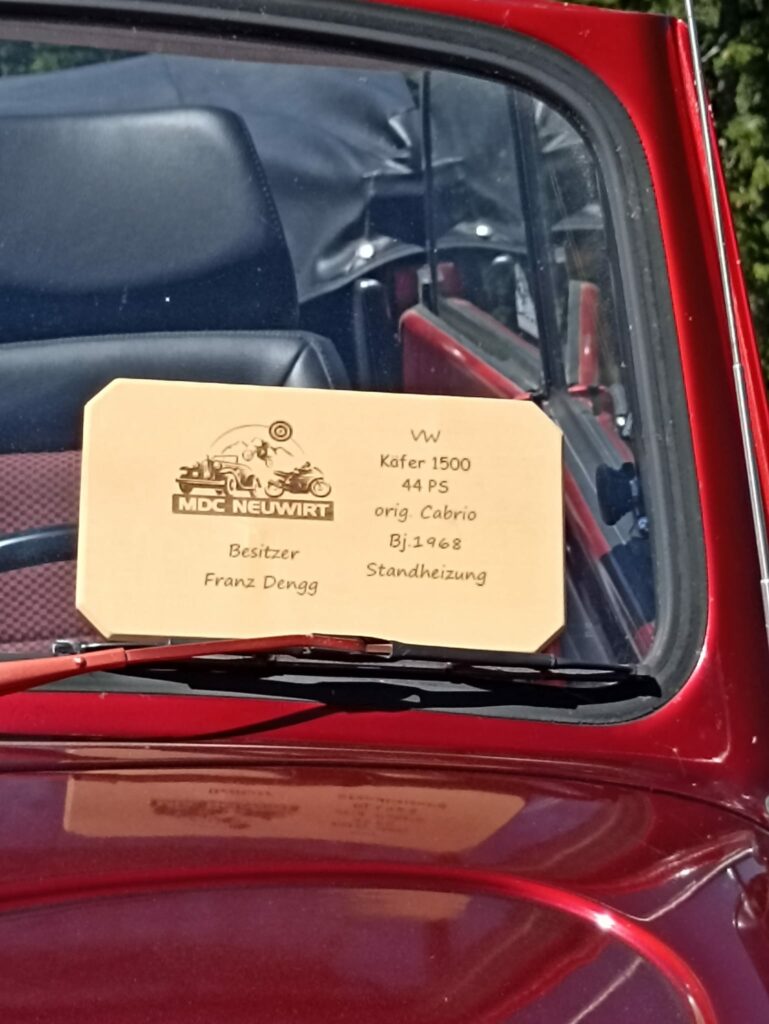 MDC NEUWIRT
Besitzer
Franz Dengg
VW
Käfer 1500
44 PS
orig. Cabrio
Bj.1968
Standheizung